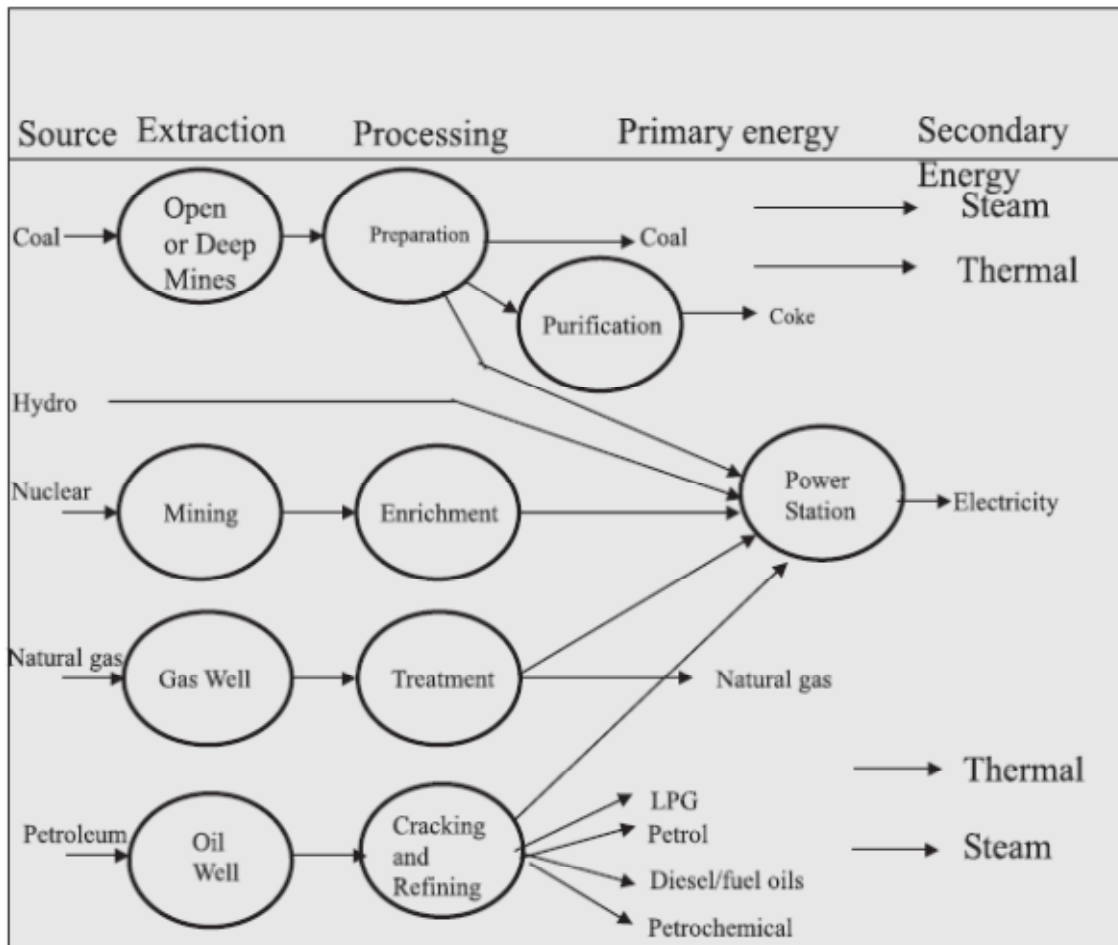 Source
Extraction
Processing
Primary energy
Secondary
Energy
Coal
Open
or Deep
Mines
Preparation
Coal
Steam
Thermal
Purification
Coke
Hydro
Nuclear
Mining
Enrichment
Power
Station
Electricity
Natural gas
Gas Well
Treatment
Natural gas
Petroleum
Oil
Well
Cracking
and
Refining
LPG
Petrol
Diesel/fuel oils
Petrochemical
Thermal
Steam